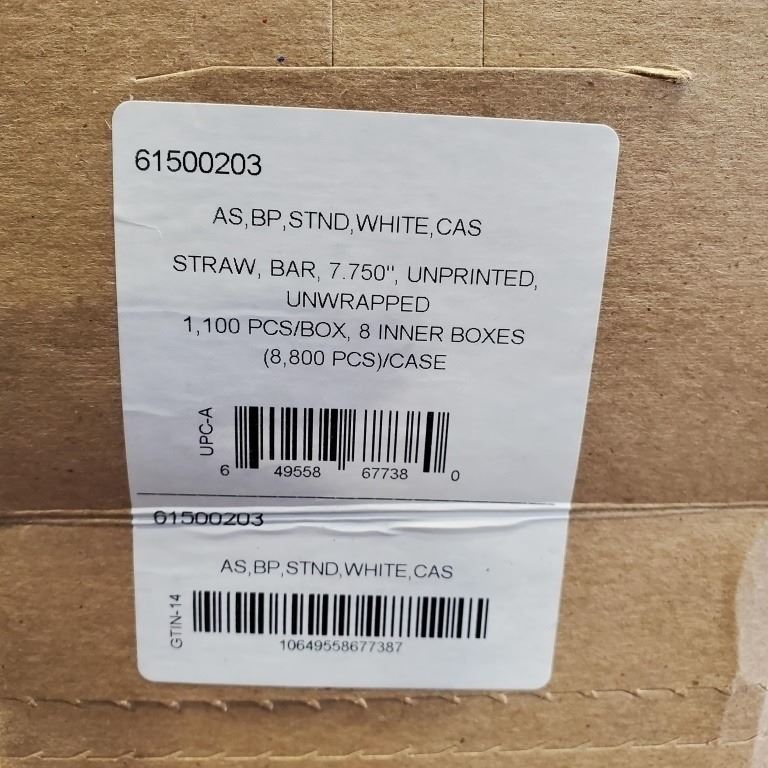 61500203
AS,BP,STND,WHITE,CAS
STRAW, BAR, 7.750", UNPRINTED,
UNWRAPPED
1,100 PCS/BOX, 8 INNER BOXES
(8,800 PCS)/CASE
UPC-A
6 49558 67738 0
61500203
AS,BP,STND,WHITE,CAS
GTIN-14
10649558677387